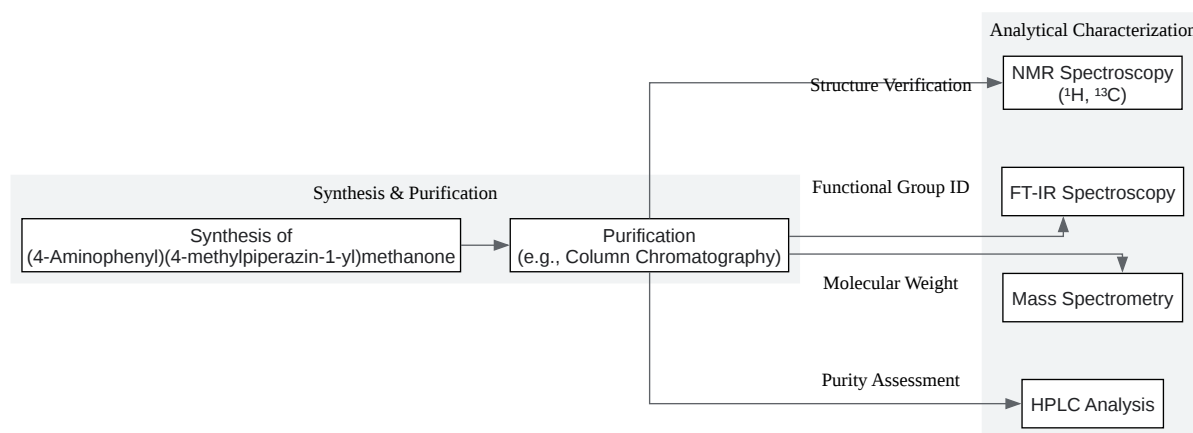 Analytical Characterization
NMR Spectroscopy
(¹H, ¹³C)
Structure Verification
Functional Group ID
FT-IR Spectroscopy
Synthesis & Purification
Synthesis of
(4-Aminophenyl)(4-methylpiperazin-1-yl)methanone
Purification
(e.g., Column Chromatography)
Molecular Weight
Mass Spectrometry
Purity Assessment
HPLC Analysis